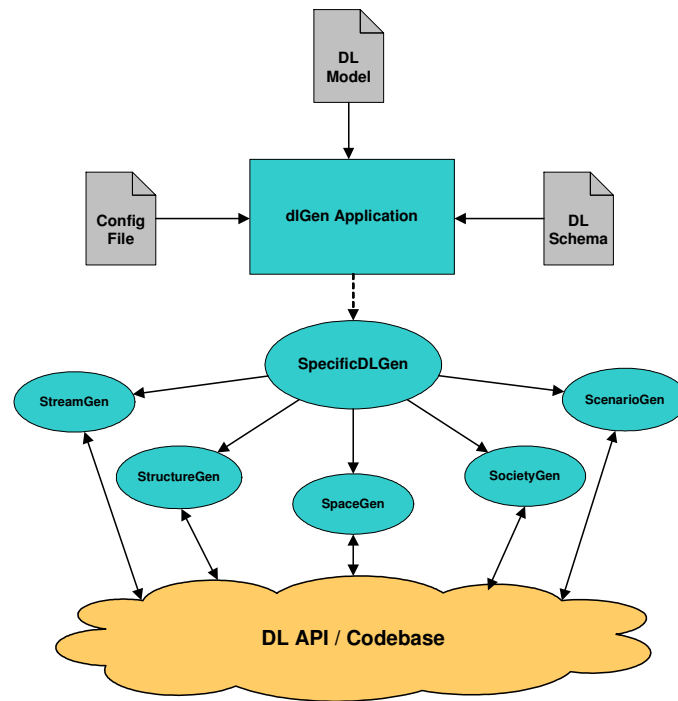 DL
Model
Config
File
dlGen Application
DL
Schema
SpecificDLGen
StreamGen
ScenarioGen
StructureGen
SocietyGen
SpaceGen
DL API / Codebase